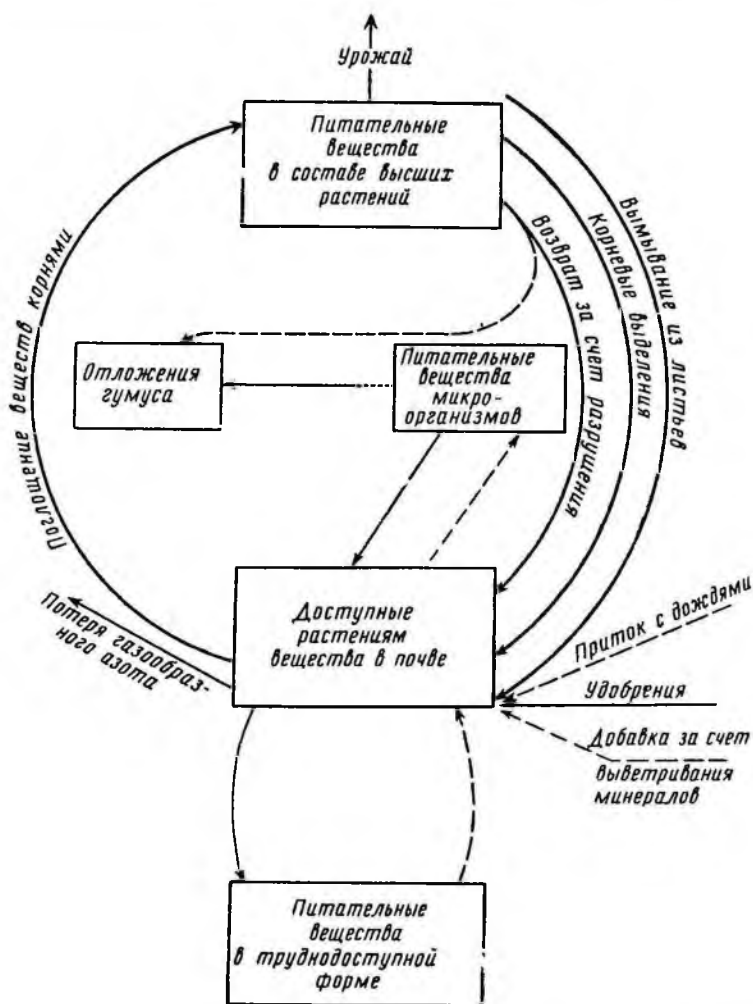 Урожай
Питательные
вещества
в составе высших
растений
Вымывание из листьев
Корневые выделения
Возврат за счет разрушения
Поглощение веществ корнями
Отложения
гумуса
Питательные
вещества
микро-
организмов
Доступные
растениям
вещества в почве
Потеря газообраз-
ного азота
Приток с дождями
Удобрения
Добавка за счет
выветривания
минералов
Питательные
вещества
в труднодоступной
форме